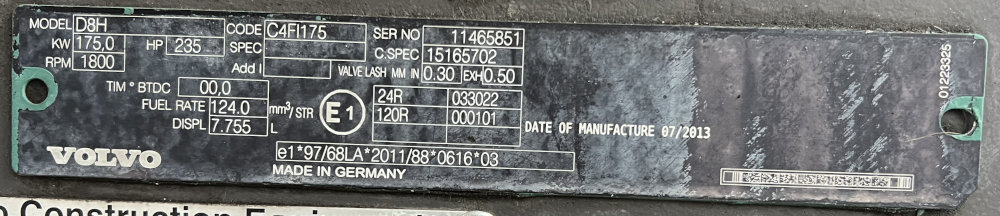 MODEL D8H CODE C4FI175 SER NO 11465851
KW 175,0 HP 235 SPEC C.SPEC 15165702
RPM 1800 Add I VALVE LASH MM IN 0.30 EXH 0.50
TIM ° BTDC 00,0 24R 033022
FUEL RATE 124.0 mm³/STR E1 120R 000101
DISPL 7.755 L DATE OF MANUFACTURE 07/2013
VOLVO e1*97/68LA*2011/88*0616*03
MADE IN GERMANY
01223325
Construction